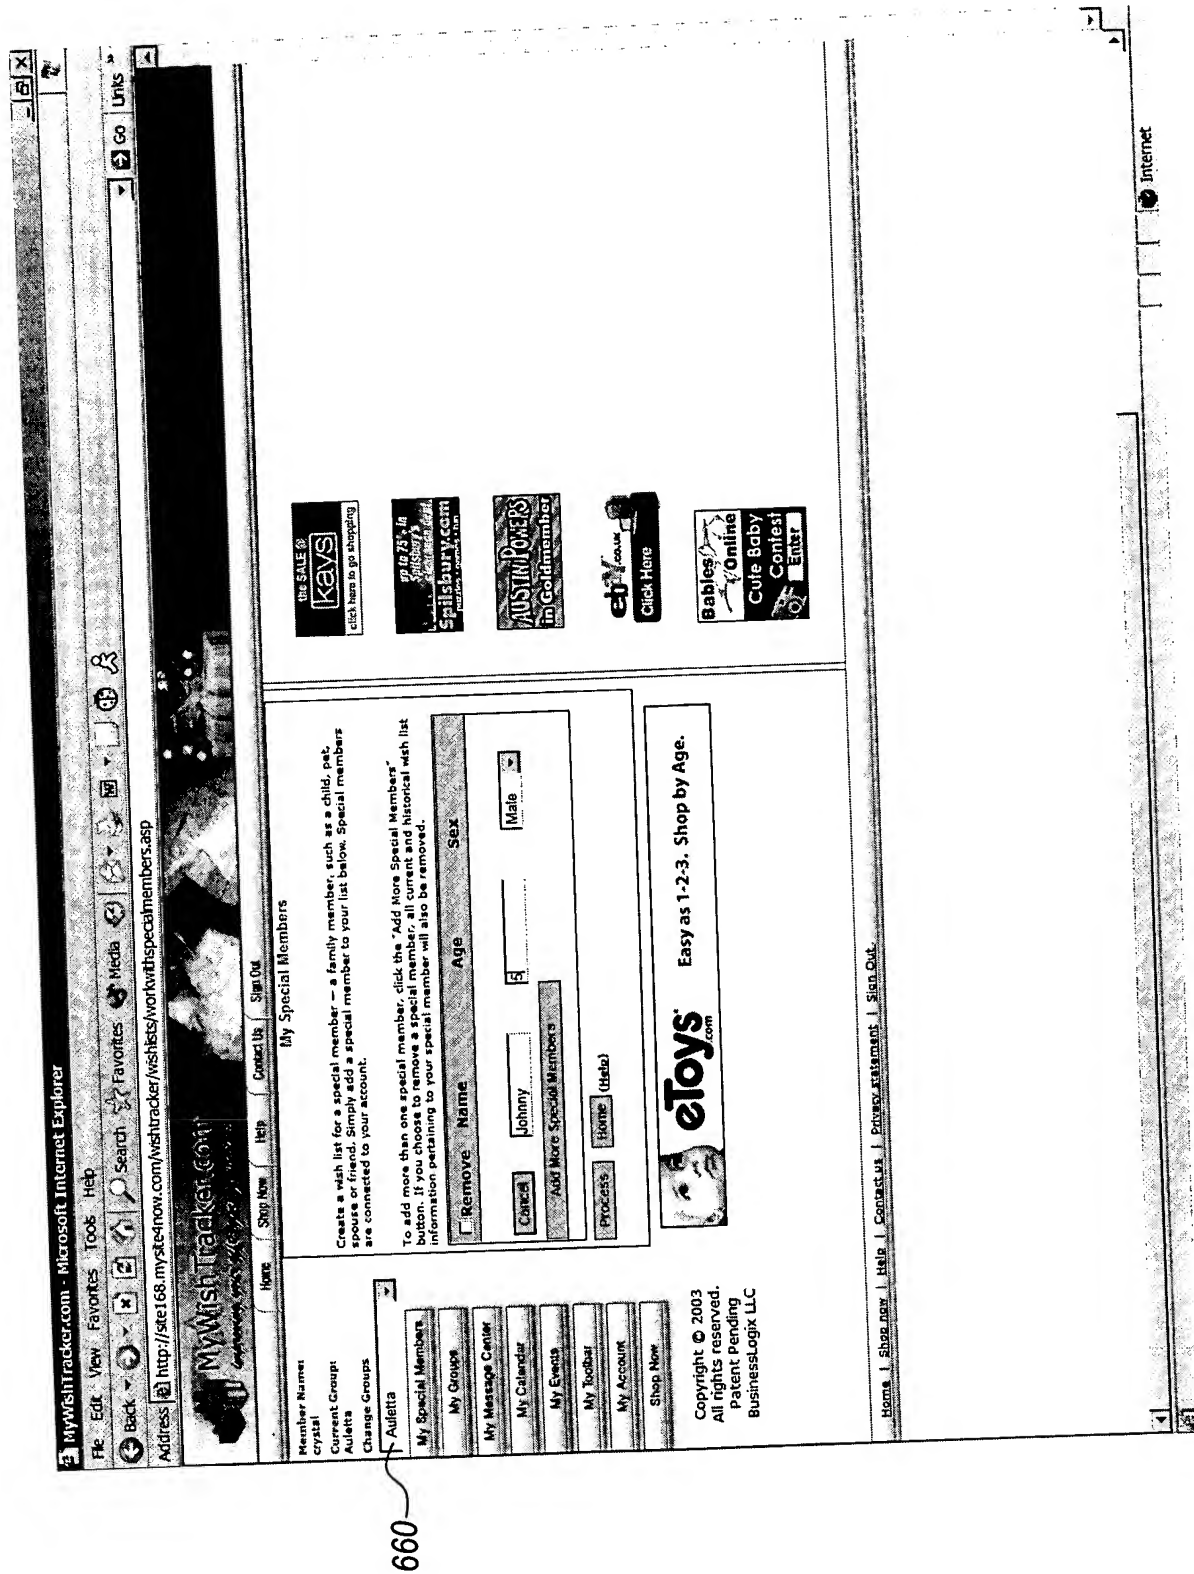 MyWishTracker.com - Microsoft Internet Explorer
File Edit View Favorites Tools Help
Back Search Favorites Media
Address http://site168.mysite4now.com/wishtracker/wishlists/workwithspecialmembers.asp Go Links
MyWishTracker.com
Home Shop Now Help Contact Us Sign Out
Member Name:
crystal
Current Group:
Auletta
Change Groups
Auletta
660
My Special Members
My Groups
My Message Center
My Calendar
My Events
My Toolbar
My Account
Shop Now
Copyright © 2003
All rights reserved.
Patent Pending
BusinessLogix LLC
My Special Members
Create a wish list for a special member — a family member, such as a child, pet,
spouse or friend. Simply add a special member to your list below. Special members
are connected to your account.
To add more than one special member, click the "Add More Special Members"
button. If you choose to remove a special member, all current and historical wish list
information pertaining to your special member will also be removed.
Remove Name Age Sex
Cancel Johnny 5 Male
Add More Special Members
Process Home (Help)
eToys.com Easy as 1-2-3. Shop by Age.
the SALE @
kays
click here to go shopping
up to 75% in
Spilsbury's
Spilsbury.com
AUSTIN POWERS
in Goldmember
ebY.co.uk
Click Here
Babies
Online
Cute Baby
Contest
Enter
Home | Shop now | Help | Contact us | Privacy statement | Sign Out
Internet